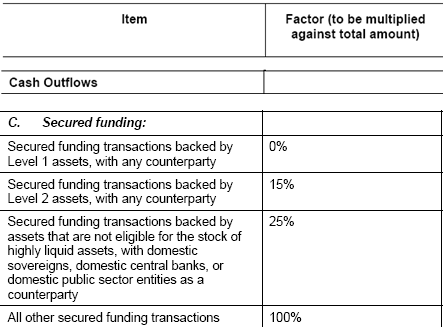 Item
Factor (to be multiplied
against total amount)
Cash Outflows
C. Secured funding:
Secured funding transactions backed by
Level 1 assets, with any counterparty
0%
Secured funding transactions backed by
Level 2 assets, with any counterparty
15%
Secured funding transactions backed by
assets that are not eligible for the stock of
highly liquid assets, with domestic
sovereigns, domestic central banks, or
domestic public sector entities as a
counterparty
25%
All other secured funding transactions
100%